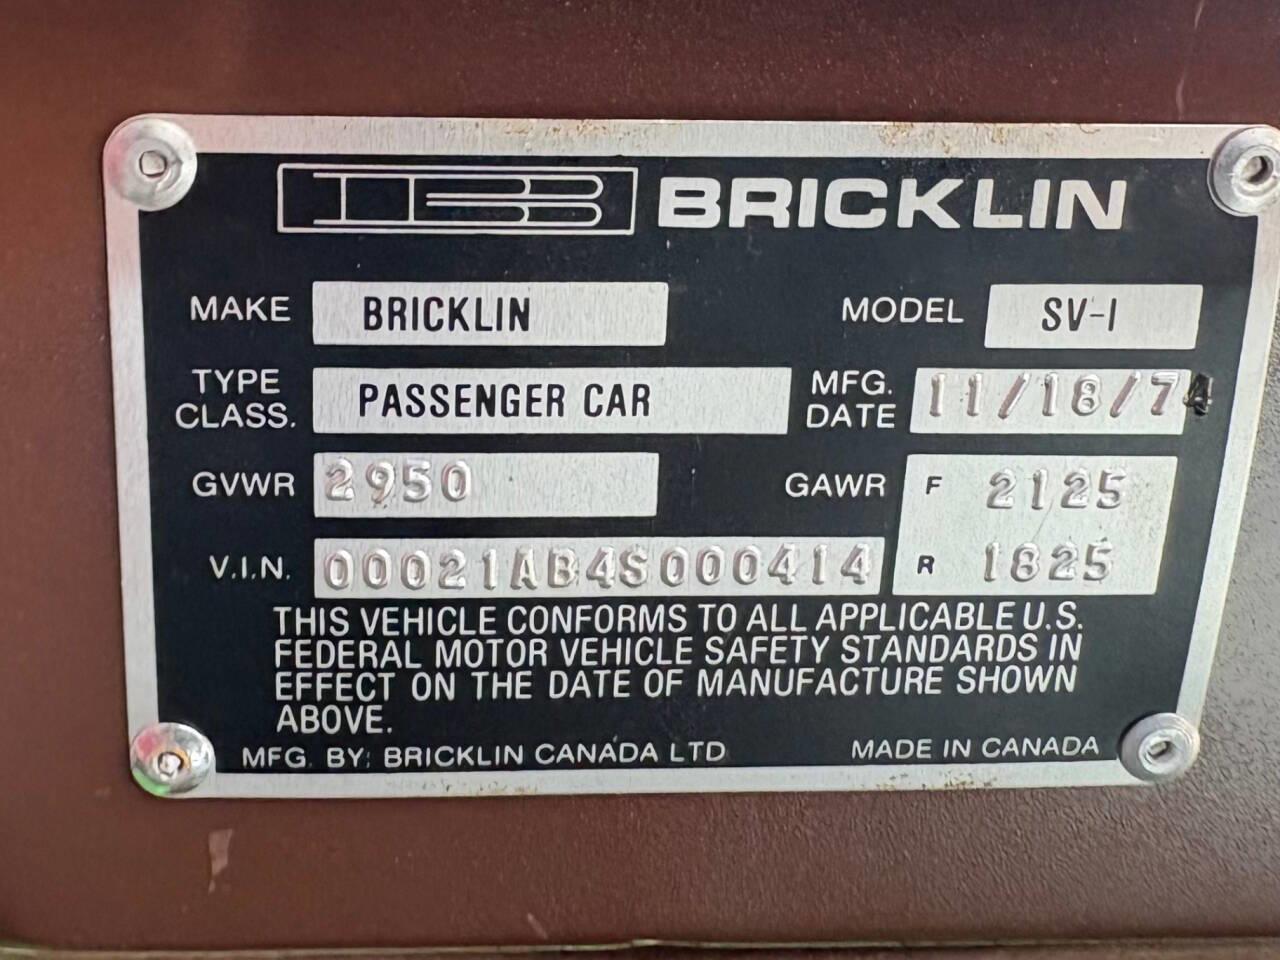 BRICKLIN
MAKE BRICKLIN MODEL SV-1
TYPE CLASS. PASSENGER CAR MFG. DATE 11/18/74
GVWR 2950 GAWR F 2125
V.I.N. 00021AB4S000414 R 1825
THIS VEHICLE CONFORMS TO ALL APPLICABLE U.S.
FEDERAL MOTOR VEHICLE SAFETY STANDARDS IN
EFFECT ON THE DATE OF MANUFACTURE SHOWN
ABOVE.
MFG. BY: BRICKLIN CANADA LTD MADE IN CANADA